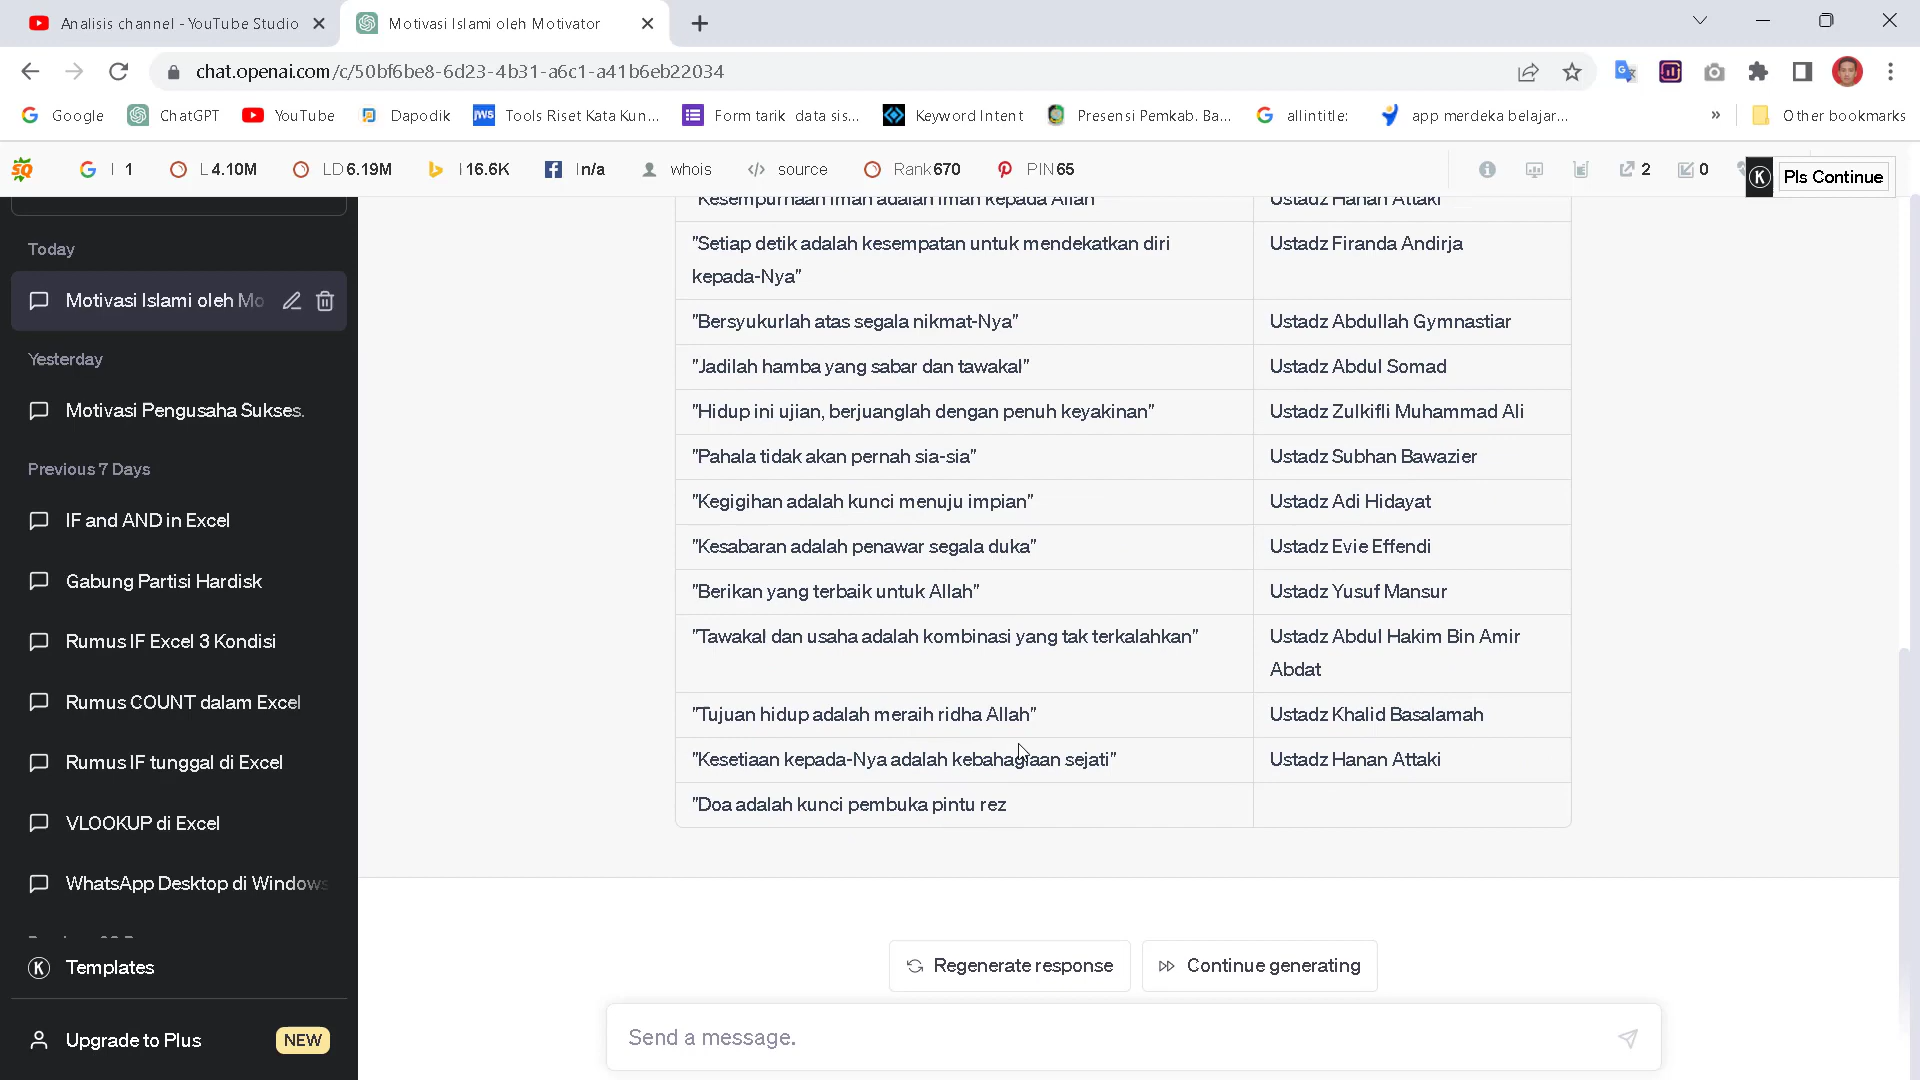 Analisis channel - YouTube Studio
Motivasi Islami oleh Motivator
chat.openai.com/c/50bf6be8-6d23-4b31-a6c1-a41b6eb22034
Google ChatGPT YouTube Dapodik Tools Riset Kata Kun... Form tarik data sis... Keyword Intent Presensi Pemkab. Ba... allintitle: app merdeka belajar... » Other bookmarks
I 1 L 4.10M LD 6.19M I 16.6K I n/a whois source Rank 670 PIN 65 2 0 Pls Continue
Today
Motivasi Islami oleh Mo
Yesterday
Motivasi Pengusaha Sukses.
Previous 7 Days
IF and AND in Excel
Gabung Partisi Hardisk
Rumus IF Excel 3 Kondisi
Rumus COUNT dalam Excel
Rumus IF tunggal di Excel
VLOOKUP di Excel
WhatsApp Desktop di Windows
Templates
Upgrade to Plus NEW
"Kesempurnaan iman adalah iman kepada Allah" Ustadz Hanan Attaki
"Setiap detik adalah kesempatan untuk mendekatkan diri Ustadz Firanda Andirja
kepada-Nya"
"Bersyukurlah atas segala nikmat-Nya" Ustadz Abdullah Gymnastiar
"Jadilah hamba yang sabar dan tawakal" Ustadz Abdul Somad
"Hidup ini ujian, berjuanglah dengan penuh keyakinan" Ustadz Zulkifli Muhammad Ali
"Pahala tidak akan pernah sia-sia" Ustadz Subhan Bawazier
"Kegigihan adalah kunci menuju impian" Ustadz Adi Hidayat
"Kesabaran adalah penawar segala duka" Ustadz Evie Effendi
"Berikan yang terbaik untuk Allah" Ustadz Yusuf Mansur
"Tawakal dan usaha adalah kombinasi yang tak terkalahkan" Ustadz Abdul Hakim Bin Amir
Abdat
"Tujuan hidup adalah meraih ridha Allah" Ustadz Khalid Basalamah
"Kesetiaan kepada-Nya adalah kebahagiaan sejati" Ustadz Hanan Attaki
"Doa adalah kunci pembuka pintu rez
Regenerate response Continue generating
Send a message.